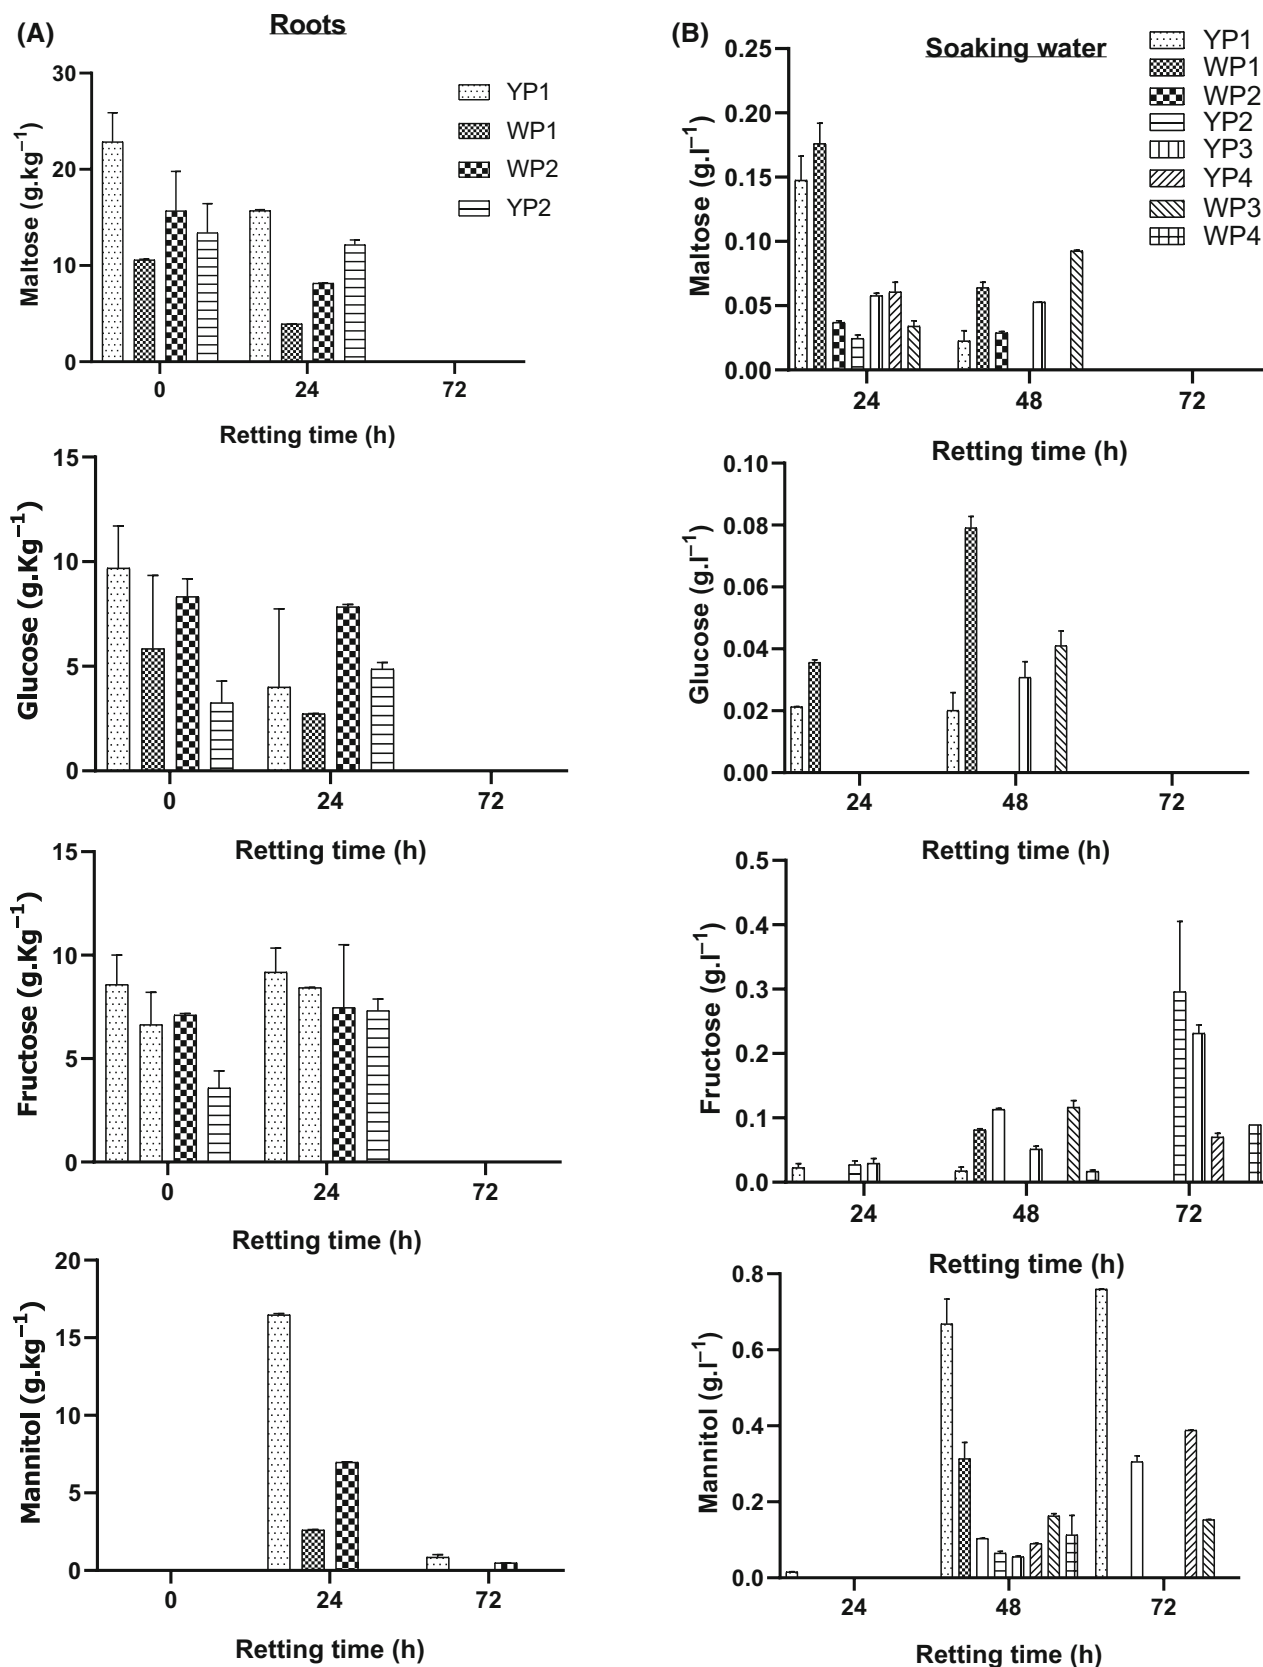 (A)
Roots
Maltose (g.kg⁻¹)
30
20
10
0
0
24
72
Retting time (h)
YP1
WP1
WP2
YP2
Glucose (g.Kg⁻¹)
15
10
5
0
0
24
72
Retting time (h)
Fructose (g.Kg⁻¹)
15
10
5
0
0
24
72
Retting time (h)
Mannitol (g.kg⁻¹)
20
15
10
5
0
0
24
72
Retting time (h)
(B)
Soaking water
Maltose (g.l⁻¹)
0.25
0.20
0.15
0.10
0.05
0.00
24
48
72
Retting time (h)
YP1
WP1
WP2
YP2
YP3
YP4
WP3
WP4
Glucose (g.l⁻¹)
0.10
0.08
0.06
0.04
0.02
0.00
24
48
72
Retting time (h)
Fructose (g.l⁻¹)
0.5
0.4
0.3
0.2
0.1
0.0
24
48
72
Retting time (h)
Mannitol (g.l⁻¹)
0.8
0.6
0.4
0.2
0.0
24
48
72
Retting time (h)